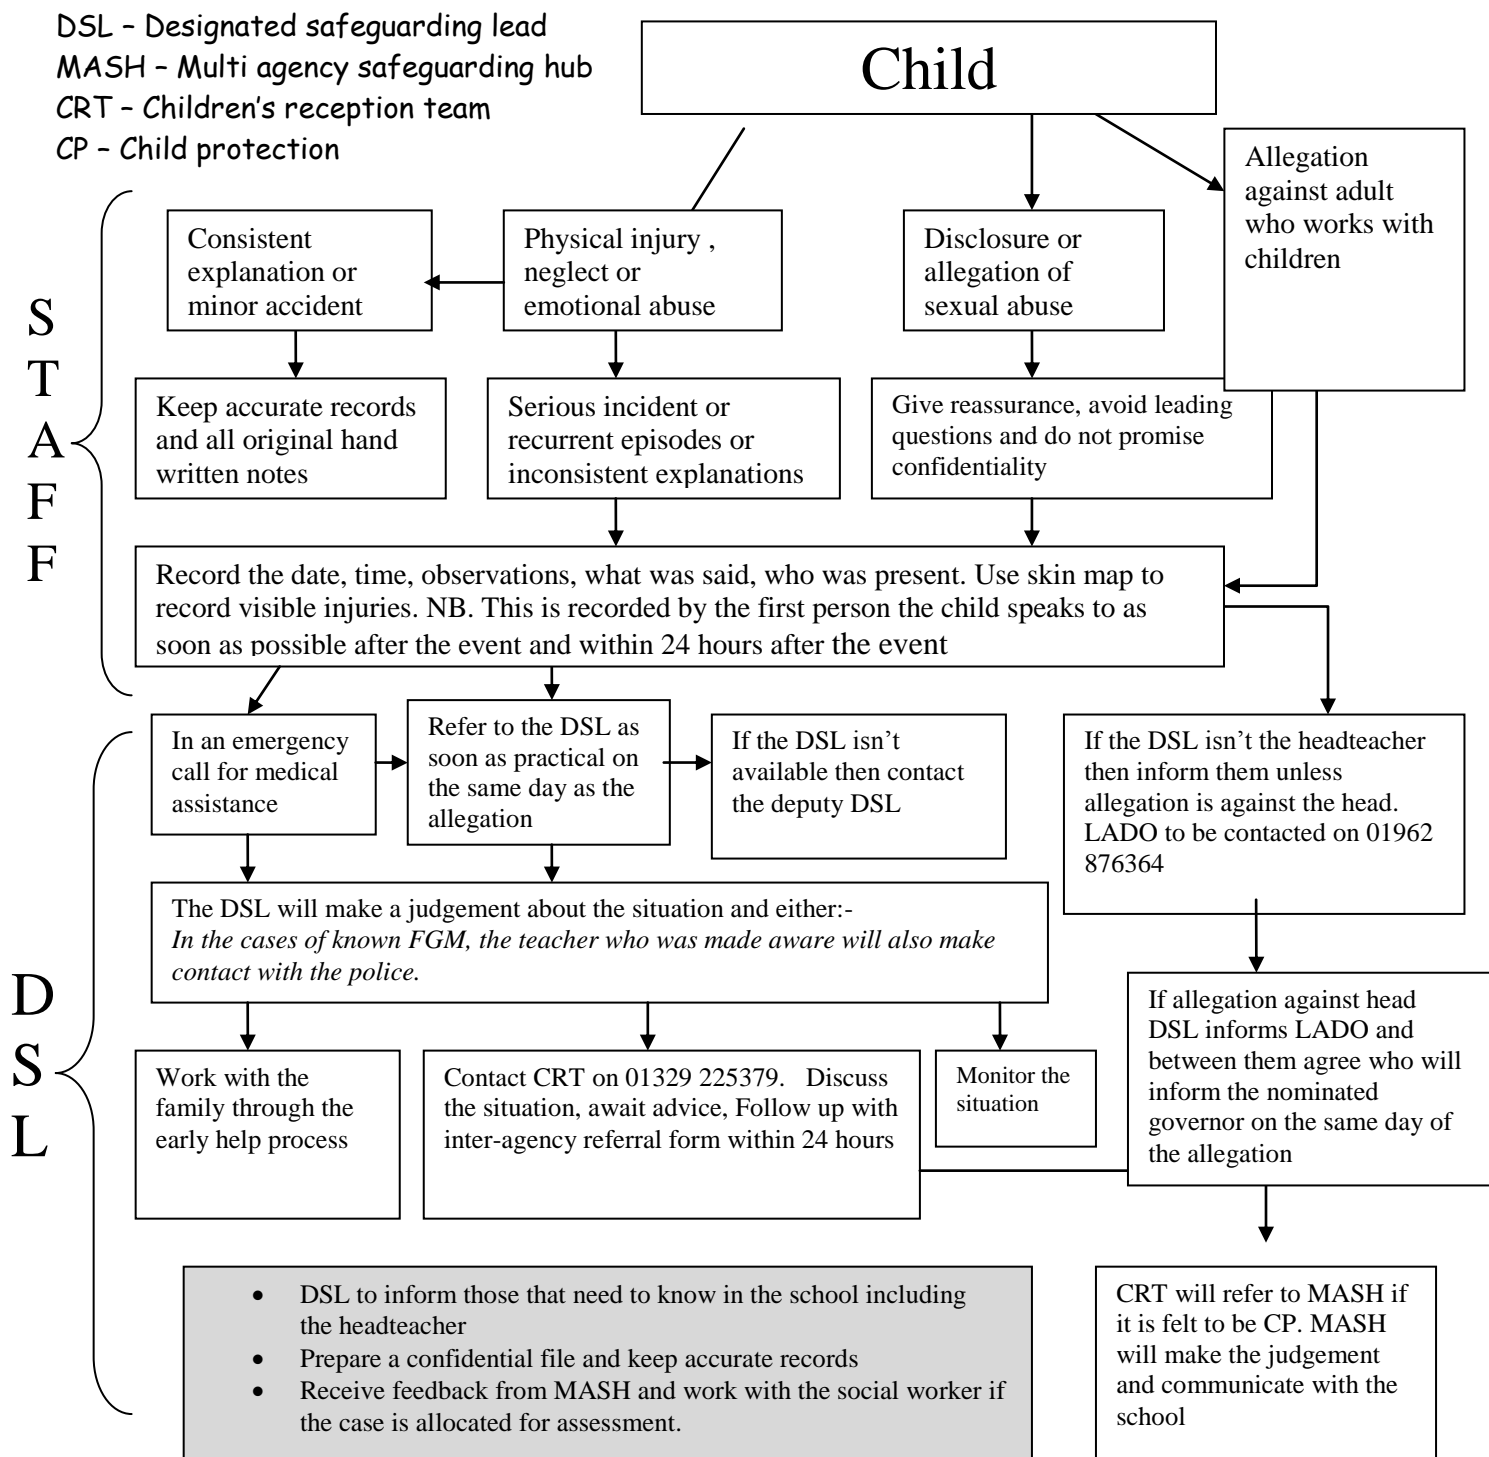 DSL – Designated safeguarding lead
MASH – Multi agency safeguarding hub
CRT – Children's reception team
CP – Child protection
Child
Allegation
against adult
who works with
children
Consistent
explanation or
minor accident
Physical injury ,
neglect or
emotional abuse
Disclosure or
allegation of
sexual abuse
S
T
A
F
F
Keep accurate records
and all original hand
written notes
Serious incident or
recurrent episodes or
inconsistent explanations
Give reassurance, avoid leading
questions and do not promise
confidentiality
Record the date, time, observations, what was said, who was present. Use skin map to
record visible injuries. NB. This is recorded by the first person the child speaks to as
soon as possible after the event and within 24 hours after the event
In an emergency
call for medical
assistance
Refer to the DSL as
soon as practical on
the same day as the
allegation
If the DSL isn't
available then contact
the deputy DSL
If the DSL isn't the headteacher
then inform them unless
allegation is against the head.
LADO to be contacted on 01962
876364
The DSL will make a judgement about the situation and either:-
In the cases of known FGM, the teacher who was made aware will also make
contact with the police.
D
S
L
Work with the
family through the
early help process
Contact CRT on 01329 225379.   Discuss
the situation, await advice, Follow up with
inter-agency referral form within 24 hours
Monitor the
situation
If allegation against head
DSL informs LADO and
between them agree who will
inform the nominated
governor on the same day of
the allegation
• DSL to inform those that need to know in the school including
the headteacher
• Prepare a confidential file and keep accurate records
• Receive feedback from MASH and work with the social worker if
the case is allocated for assessment.
CRT will refer to MASH if
it is felt to be CP. MASH
will make the judgement
and communicate with the
school